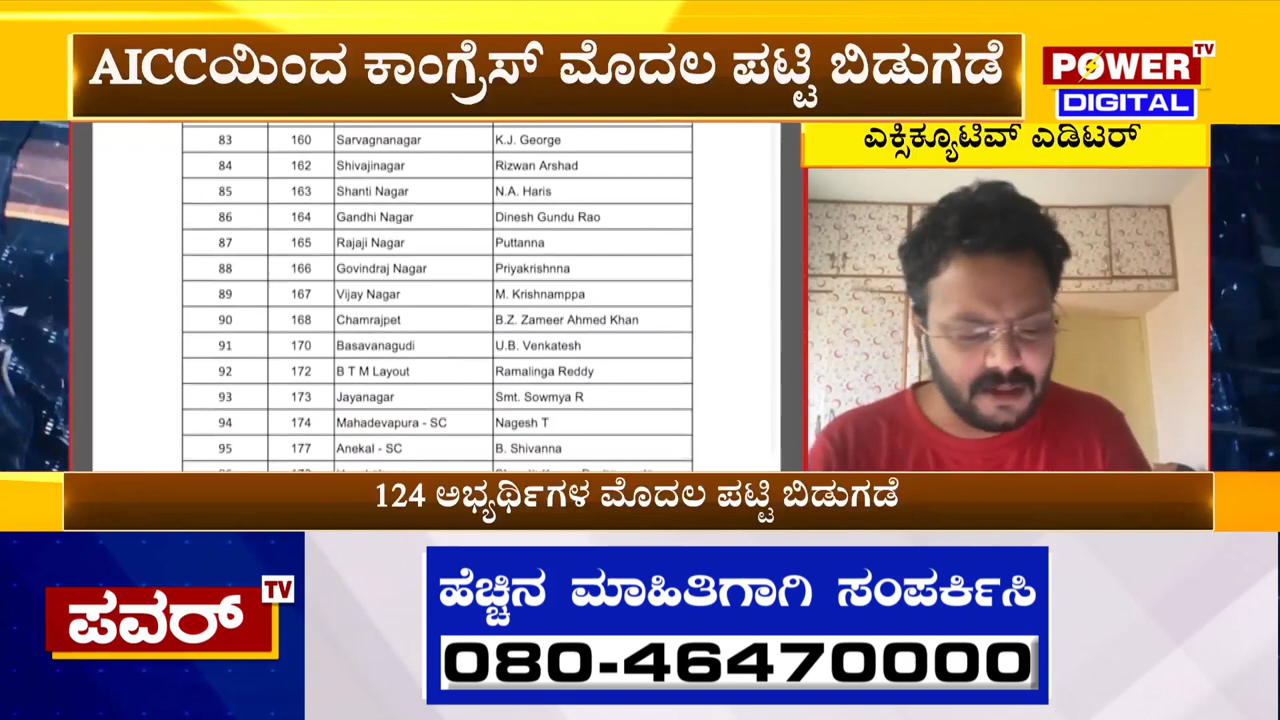 AICCಯಿಂದ ಕಾಂಗ್ರೆಸ್ ಮೊದಲ ಪಟ್ಟಿ ಬಿಡುಗಡೆ
POWER TV
DIGITAL
ಎಕ್ಸಿಕ್ಯೂಟಿವ್ ಎಡಿಟರ್
83 160 Sarvagnanagar K.J. George
84 162 Shivajinagar Rizwan Arshad
85 163 Shanti Nagar N.A. Haris
86 164 Gandhi Nagar Dinesh Gundu Rao
87 165 Rajaji Nagar Puttanna
88 166 Govindraj Nagar Priyakrishnna
89 167 Vijay Nagar M. Krishnamppa
90 168 Chamrajpet B.Z. Zameer Ahmed Khan
91 170 Basavanagudi U.B. Venkatesh
92 172 B T M Layout Ramalinga Reddy
93 173 Jayanagar Smt. Sowmya R
94 174 Mahadevapura - SC Nagesh T
95 177 Anekal - SC B. Shivanna
124 ಅಭ್ಯರ್ಥಿಗಳ ಮೊದಲ ಪಟ್ಟಿ ಬಿಡುಗಡೆ
ಪವರ್ TV
ಹೆಚ್ಚಿನ ಮಾಹಿತಿಗಾಗಿ ಸಂಪರ್ಕಿಸಿ
080-46470000